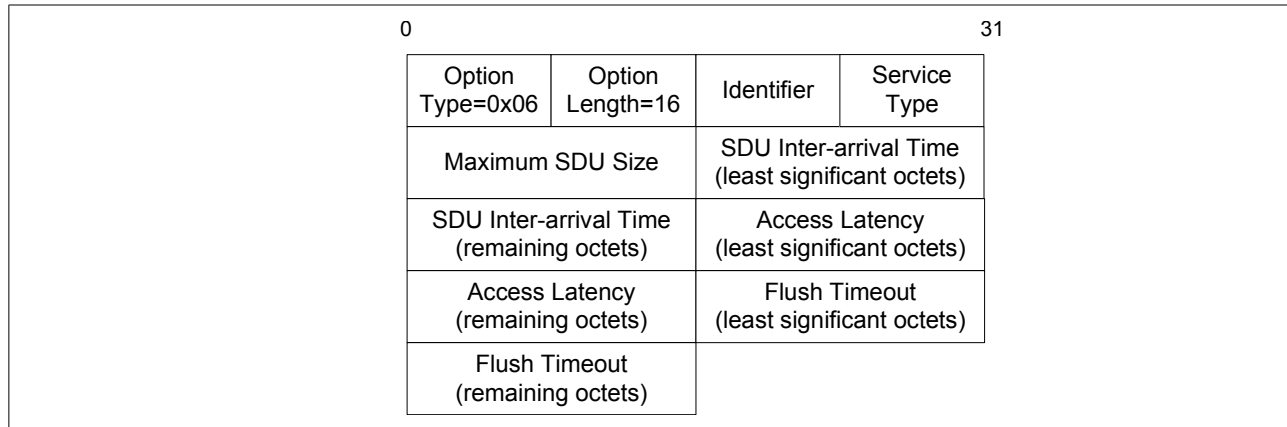 0 31
Option
Type=0x06
Option
Length=16
Identifier
Service
Type
Maximum SDU Size
SDU Inter-arrival Time
(least significant octets)
SDU Inter-arrival Time
(remaining octets)
Access Latency
(least significant octets)
Access Latency
(remaining octets)
Flush Timeout
(least significant octets)
Flush Timeout
(remaining octets)